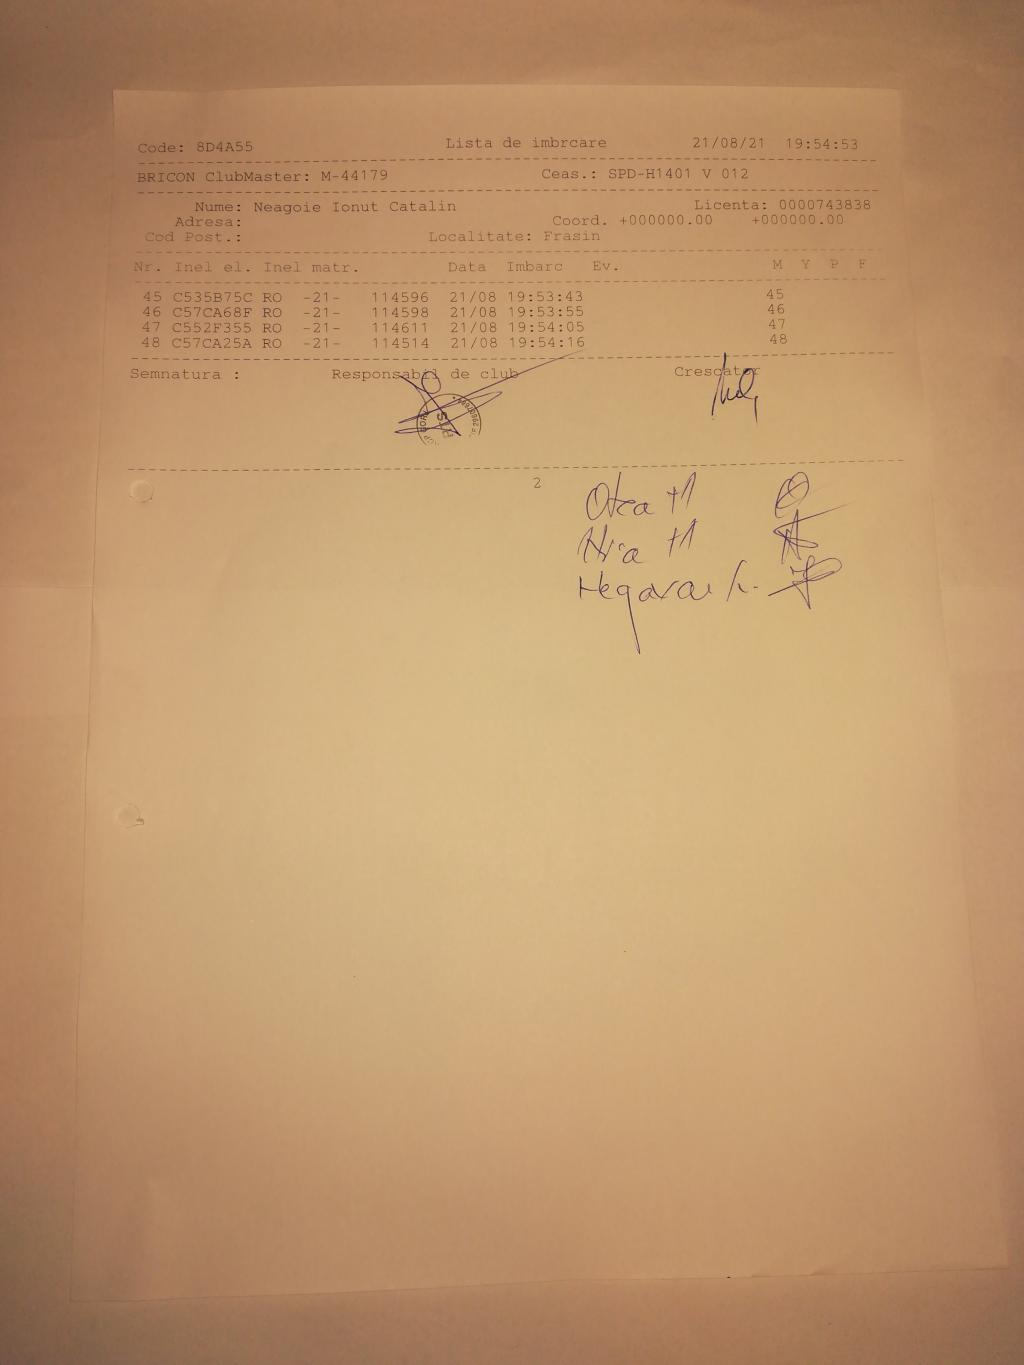 Code: 8D4A55 Lista de imbrcare 21/08/21 19:54:53
BRICON ClubMaster: M-44179 Ceas.: SPD-H1401 V 012
Nume: Neagoie Ionut Catalin Licenta: 0000743838
Adresa: Coord. +000000.00 +000000.00
Cod Post.: Localitate: Frasin
Nr. Inel el. Inel matr. Data Imbarc Ev. M Y P F
45 C535B75C RO -21- 114596 21/08 19:53:43 45
46 C57CA68F RO -21- 114598 21/08 19:53:55 46
47 C552F355 RO -21- 114611 21/08 19:54:05 47
48 C57CA25A RO -21- 114514 21/08 19:54:16 48
Semnatura : Responsabil de club Crescator
2